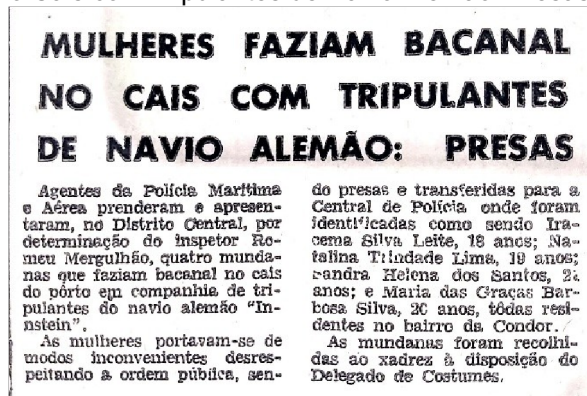 MULHERES FAZIAM BACANAL
NO CAIS COM TRIPULANTES
DE NAVIO ALEMÃO: PRESAS
Agentes da Polícia Marítima
e Aérea prenderam e apresen-
taram, no Distrito Central, por
determinação do inspetor Ro-
meu Mergulhão, quatro munda-
nas que faziam bacanal no cais
do pôrto em companhia de tri-
pulantes do navio alemão "In-
nstein".
As mulheres portavam-se de
modos inconvenientes desres-
peitando a ordem pública, sen-
do presas e transferidas para a
Central de Polícia onde foram
identificadas como sendo Ira-
cema Silva Leite, 18 anos; Na-
talina Trindade Lima, 19 anos;
Sandra Helena dos Santos,
anos; e Maria das Graças Bar-
bosa Silva, 20 anos, tôdas resi-
dentes no bairro da Condor.
As mundanas foram recolhi-
das ao xadrez à disposição do
Delegado de Costumes.